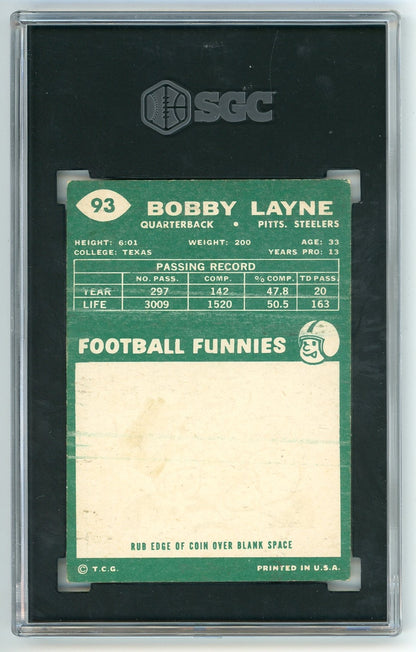 SGC
93
BOBBY LAYNE
QUARTERBACK • PITTS. STEELERS
HEIGHT: 6:01 WEIGHT: 200 AGE: 33
COLLEGE: TEXAS YEARS PRO: 13
PASSING RECORD
NO. PASS. COMP. % COMP. TD PASS.
YEAR 297 142 47.8 20
LIFE 3009 1520 50.5 163
FOOTBALL FUNNIES
RUB EDGE OF COIN OVER BLANK SPACE
© T.C.G. PRINTED IN U.S.A.